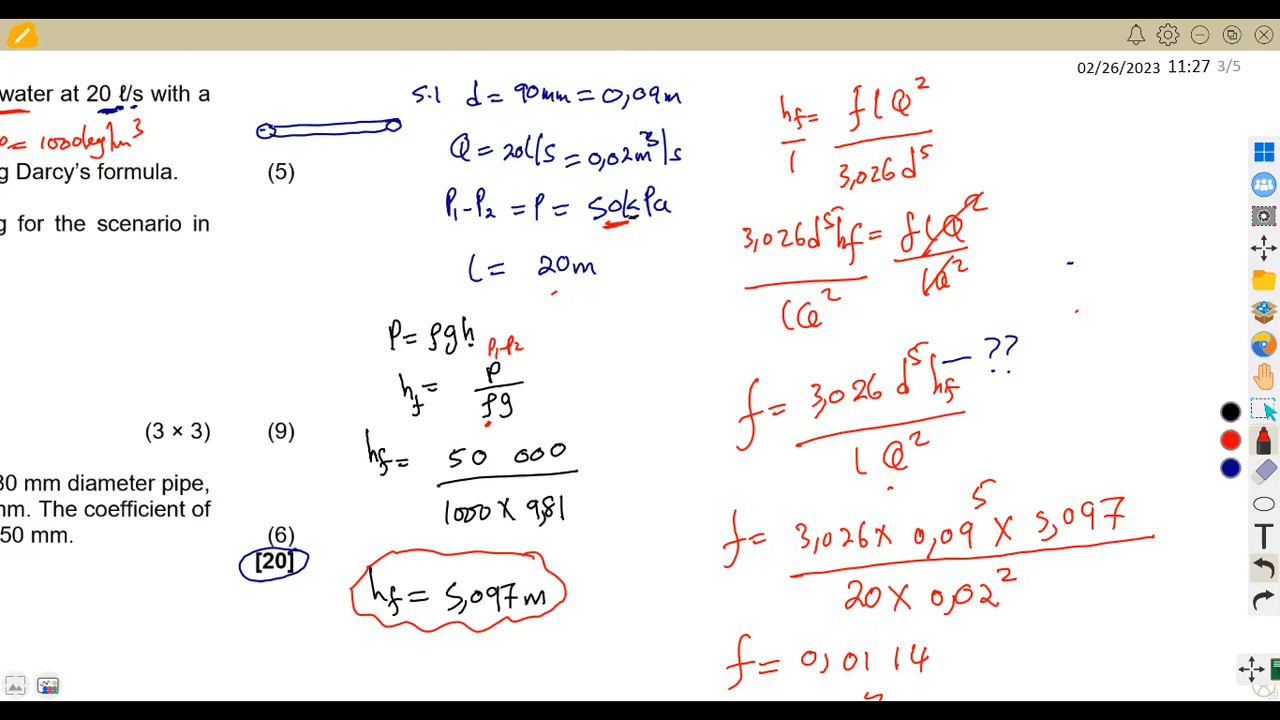 02/26/2023 11:27 3/5
water at 20 ℓ/s with a
= 1000kg/m³
g Darcy's formula. (5)
g for the scenario in
(3 × 3) (9)
30 mm diameter pipe,
nm. The coefficient of
50 mm. (6)
[20]
5.1 d = 90mm = 0,09m
Q = 20l/s = 0,02m³/s
P₁-P₂ = P = 50kPa
l = 20m
P = ρgh
P₁-P₂
hf = P/ρg
hf = 50 000/1000 × 9,81
hf = 5,097m
hf/1 = flQ²/3,026d⁵
3,026d⁵hf/lQ² = flQ²/lQ²
f = 3,026 d⁵hf/lQ² — ??
f = 3,026 × 0,09⁵ × 5,097/20 × 0,02²
f = 0,0114